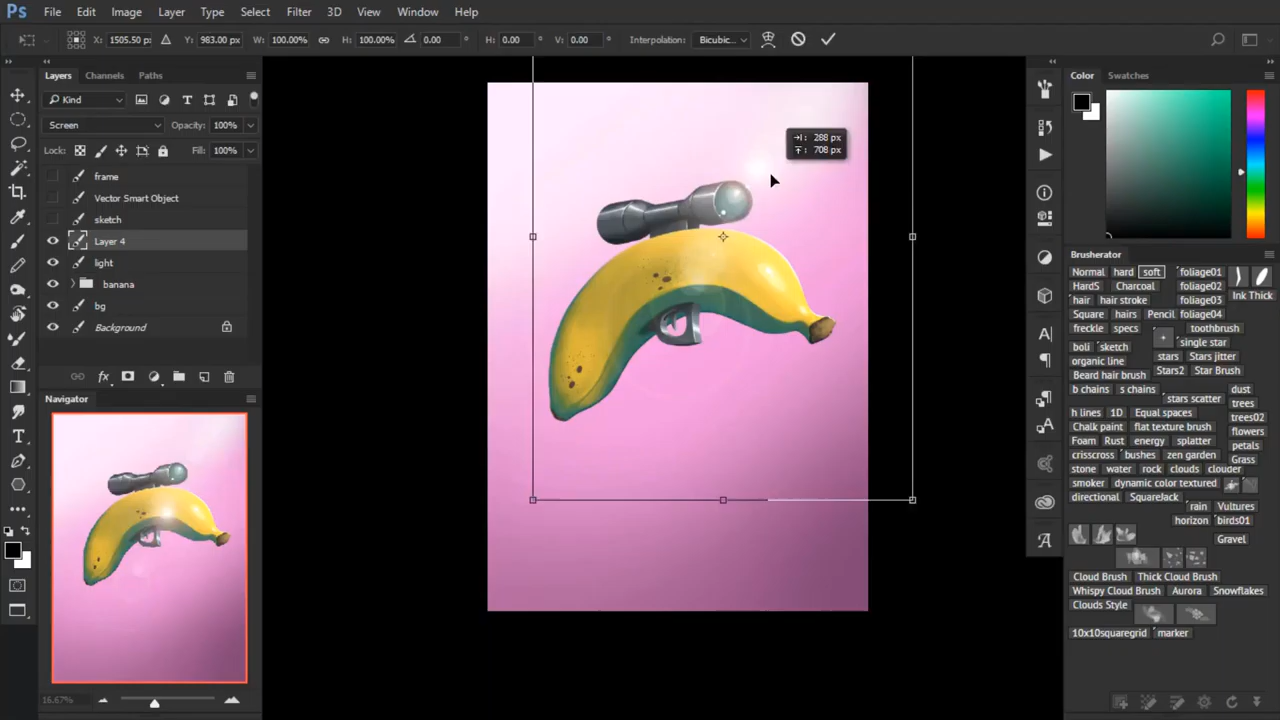 Ps File Edit Image Layer Type Select Filter 3D View Window Help
X: 1505.50 px Y: 983.00 px W: 100.00% H: 100.00% 0.00 H: 0.00 V: 0.00 Interpolation: Bicubic...
Layers Channels Paths
Kind
Screen Opacity: 100%
Lock: Fill: 100%
frame
Vector Smart Object
sketch
Layer 4
light
banana
bg
Background
fx
Navigator
16.67%
288 px
708 px
Color Swatches
Brusherator
Normal hard soft foliage01
HardS Charcoal foliage02
hair hair stroke foliage03
Ink Thick
Square hairs Pencil foliage04
freckle specs toothbrush
boli sketch single star
organic line stars Stars jitter
Beard hair brush Stars2 Star Brush
b chains s chains dust
stars scatter trees
h lines 1D Equal spaces trees02
Chalk paint flat texture brush flowers
Foam Rust energy splatter petals
crisscross bushes zen garden Grass
stone water rock clouds clouder
smoker dynamic color textured
directional SquareJack
rain Vultures
horizon birds01
Gravel
Cloud Brush Thick Cloud Brush
Whispy Cloud Brush Aurora Snowflakes
Clouds Style
10x10squaregrid marker